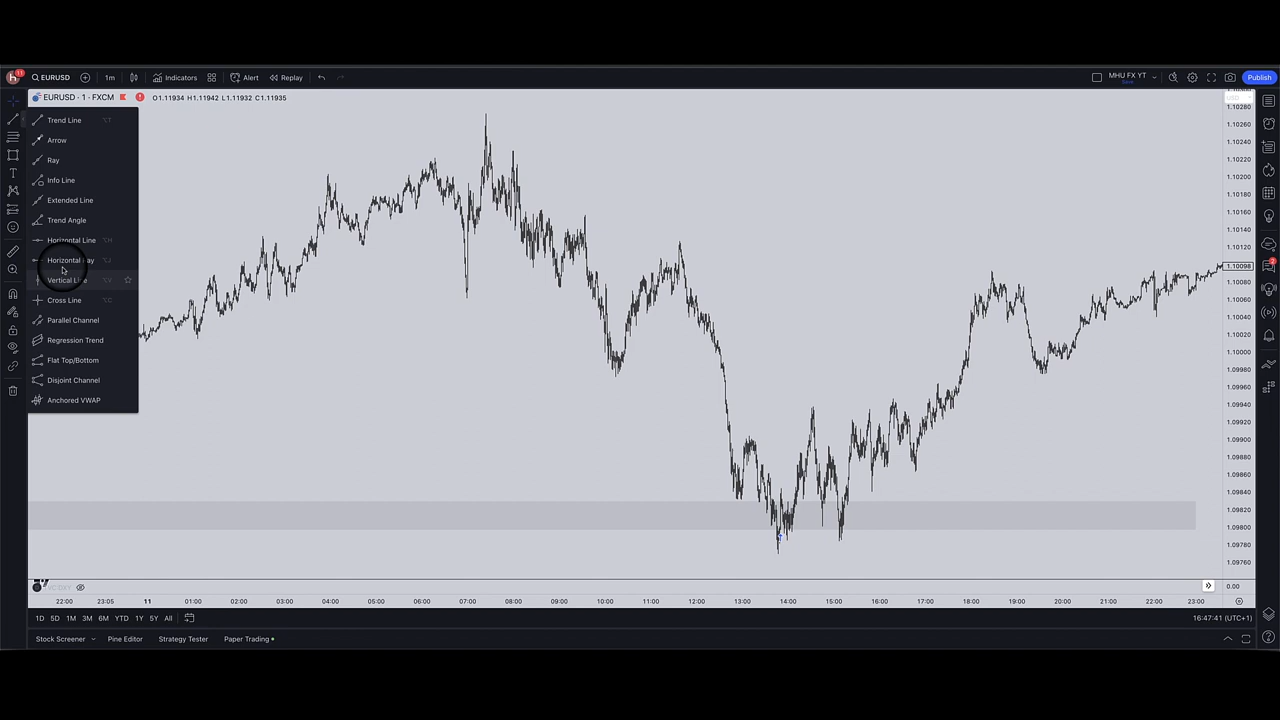 11 EURUSD 1m Indicators Alert Replay MHU FX YT Save Publish
EURUSD · 1 · FXCM O1.11934 H1.11942 L1.11932 C1.11935
Trend Line ⌥T
Arrow
Ray
Info Line
Extended Line
Trend Angle
Horizontal Line ⌥H
Horizontal Ray ⌥J
Vertical Line ⌥V
Cross Line ⌥C
Parallel Channel
Regression Trend
Flat Top/Bottom
Disjoint Channel
Anchored VWAP
1.10280
1.10260
1.10240
1.10220
1.10200
1.10180
1.10160
1.10140
1.10120
1.10098
1.10080
1.10060
1.10040
1.10020
1.10000
1.09980
1.09960
1.09940
1.09920
1.09900
1.09880
1.09860
1.09840
1.09820
1.09800
1.09780
1.09760
0.00
2
22:00 23:05 11 01:00 02:00 03:00 04:00 05:00 06:00 07:00 08:00 09:00 10:00 11:00 12:00 13:00 14:00 15:00 16:00 17:00 18:00 19:00 20:00 21:00 22:00 23:00
1D 5D 1M 3M 6M YTD 1Y 5Y All 16:47:41 (UTC+1)
Stock Screener Pine Editor Strategy Tester Paper Trading